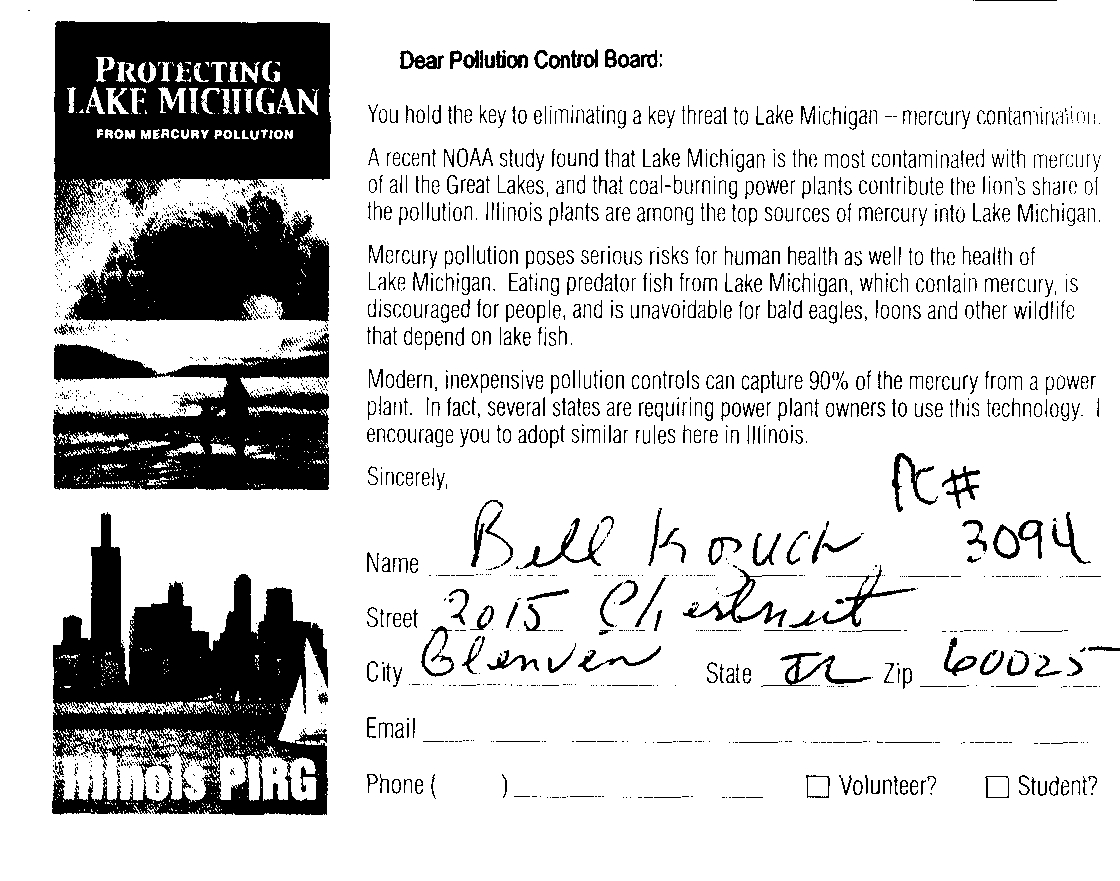 PROTECTING
LAKE MICHIGAN
FROM MERCURY POLLUTION
Illinois PIRG
Dear Pollution Control Board:
You hold the key to eliminating a key threat to Lake Michigan – mercury contamination.
A recent NOAA study found that Lake Michigan is the most contaminated with mercury
of all the Great Lakes, and that coal-burning power plants contribute the lion's share of
the pollution. Illinois plants are among the top sources of mercury into Lake Michigan.
Mercury pollution poses serious risks for human health as well to the health of
Lake Michigan. Eating predator fish from Lake Michigan, which contain mercury, is
discouraged for people, and is unavoidable for bald eagles, loons and other wildlife
that depend on lake fish.
Modern, inexpensive pollution controls can capture 90% of the mercury from a power
plant. In fact, several states are requiring power plant owners to use this technology. I
encourage you to adopt similar rules here in Illinois.
Sincerely,
PC#
3094
Name Bill
Street 2015 Chestnut
City State IL Zip 60025
Email
Phone ( )
Volunteer? Student?